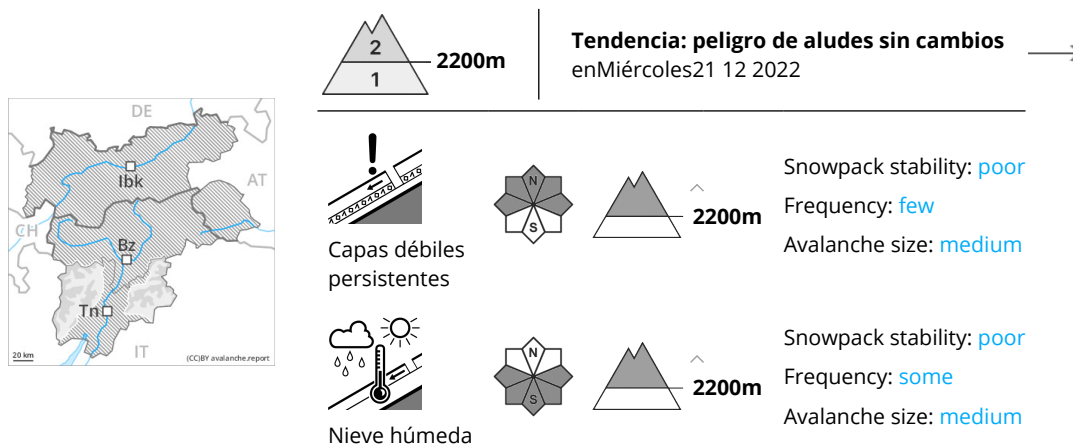 2
1
2200m
Tendencia: peligro de aludes sin cambios
enMiércoles21 12 2022
DE
Ibk
AT
CH
Bz
Tn
IT
20 km
(CC)BY avalanche.report
Capas débiles
persistentes
N
S
2200m
Snowpack stability: poor
Frequency: few
Avalanche size: medium
Nieve húmeda
N
S
2200m
Snowpack stability: poor
Frequency: some
Avalanche size: medium